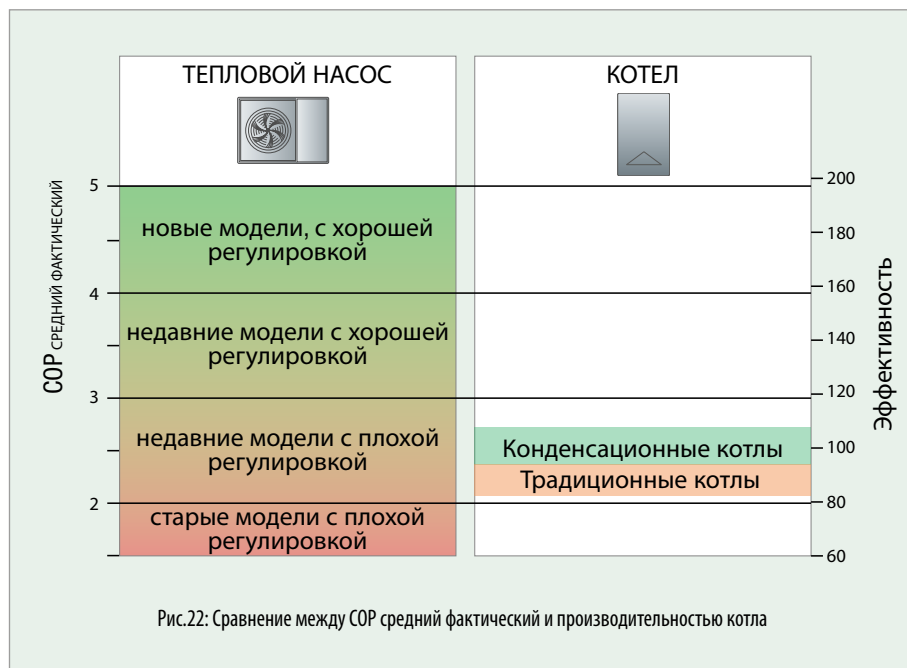 ТЕПЛОВОЙ НАСОС
КОТЕЛ
COP СРЕДНИЙ ФАКТИЧЕСКИЙ
5
4
3
2
новые модели, с хорошей
регулировкой
недавние модели с хорошей
регулировкой
недавние модели с плохой
регулировкой
старые модели с плохой
регулировкой
Конденсационные котлы
Традиционные котлы
200
180
160
140
120
100
80
60
Эффективность
Рис.22: Сравнение между COP средний фактический и производительностью котла